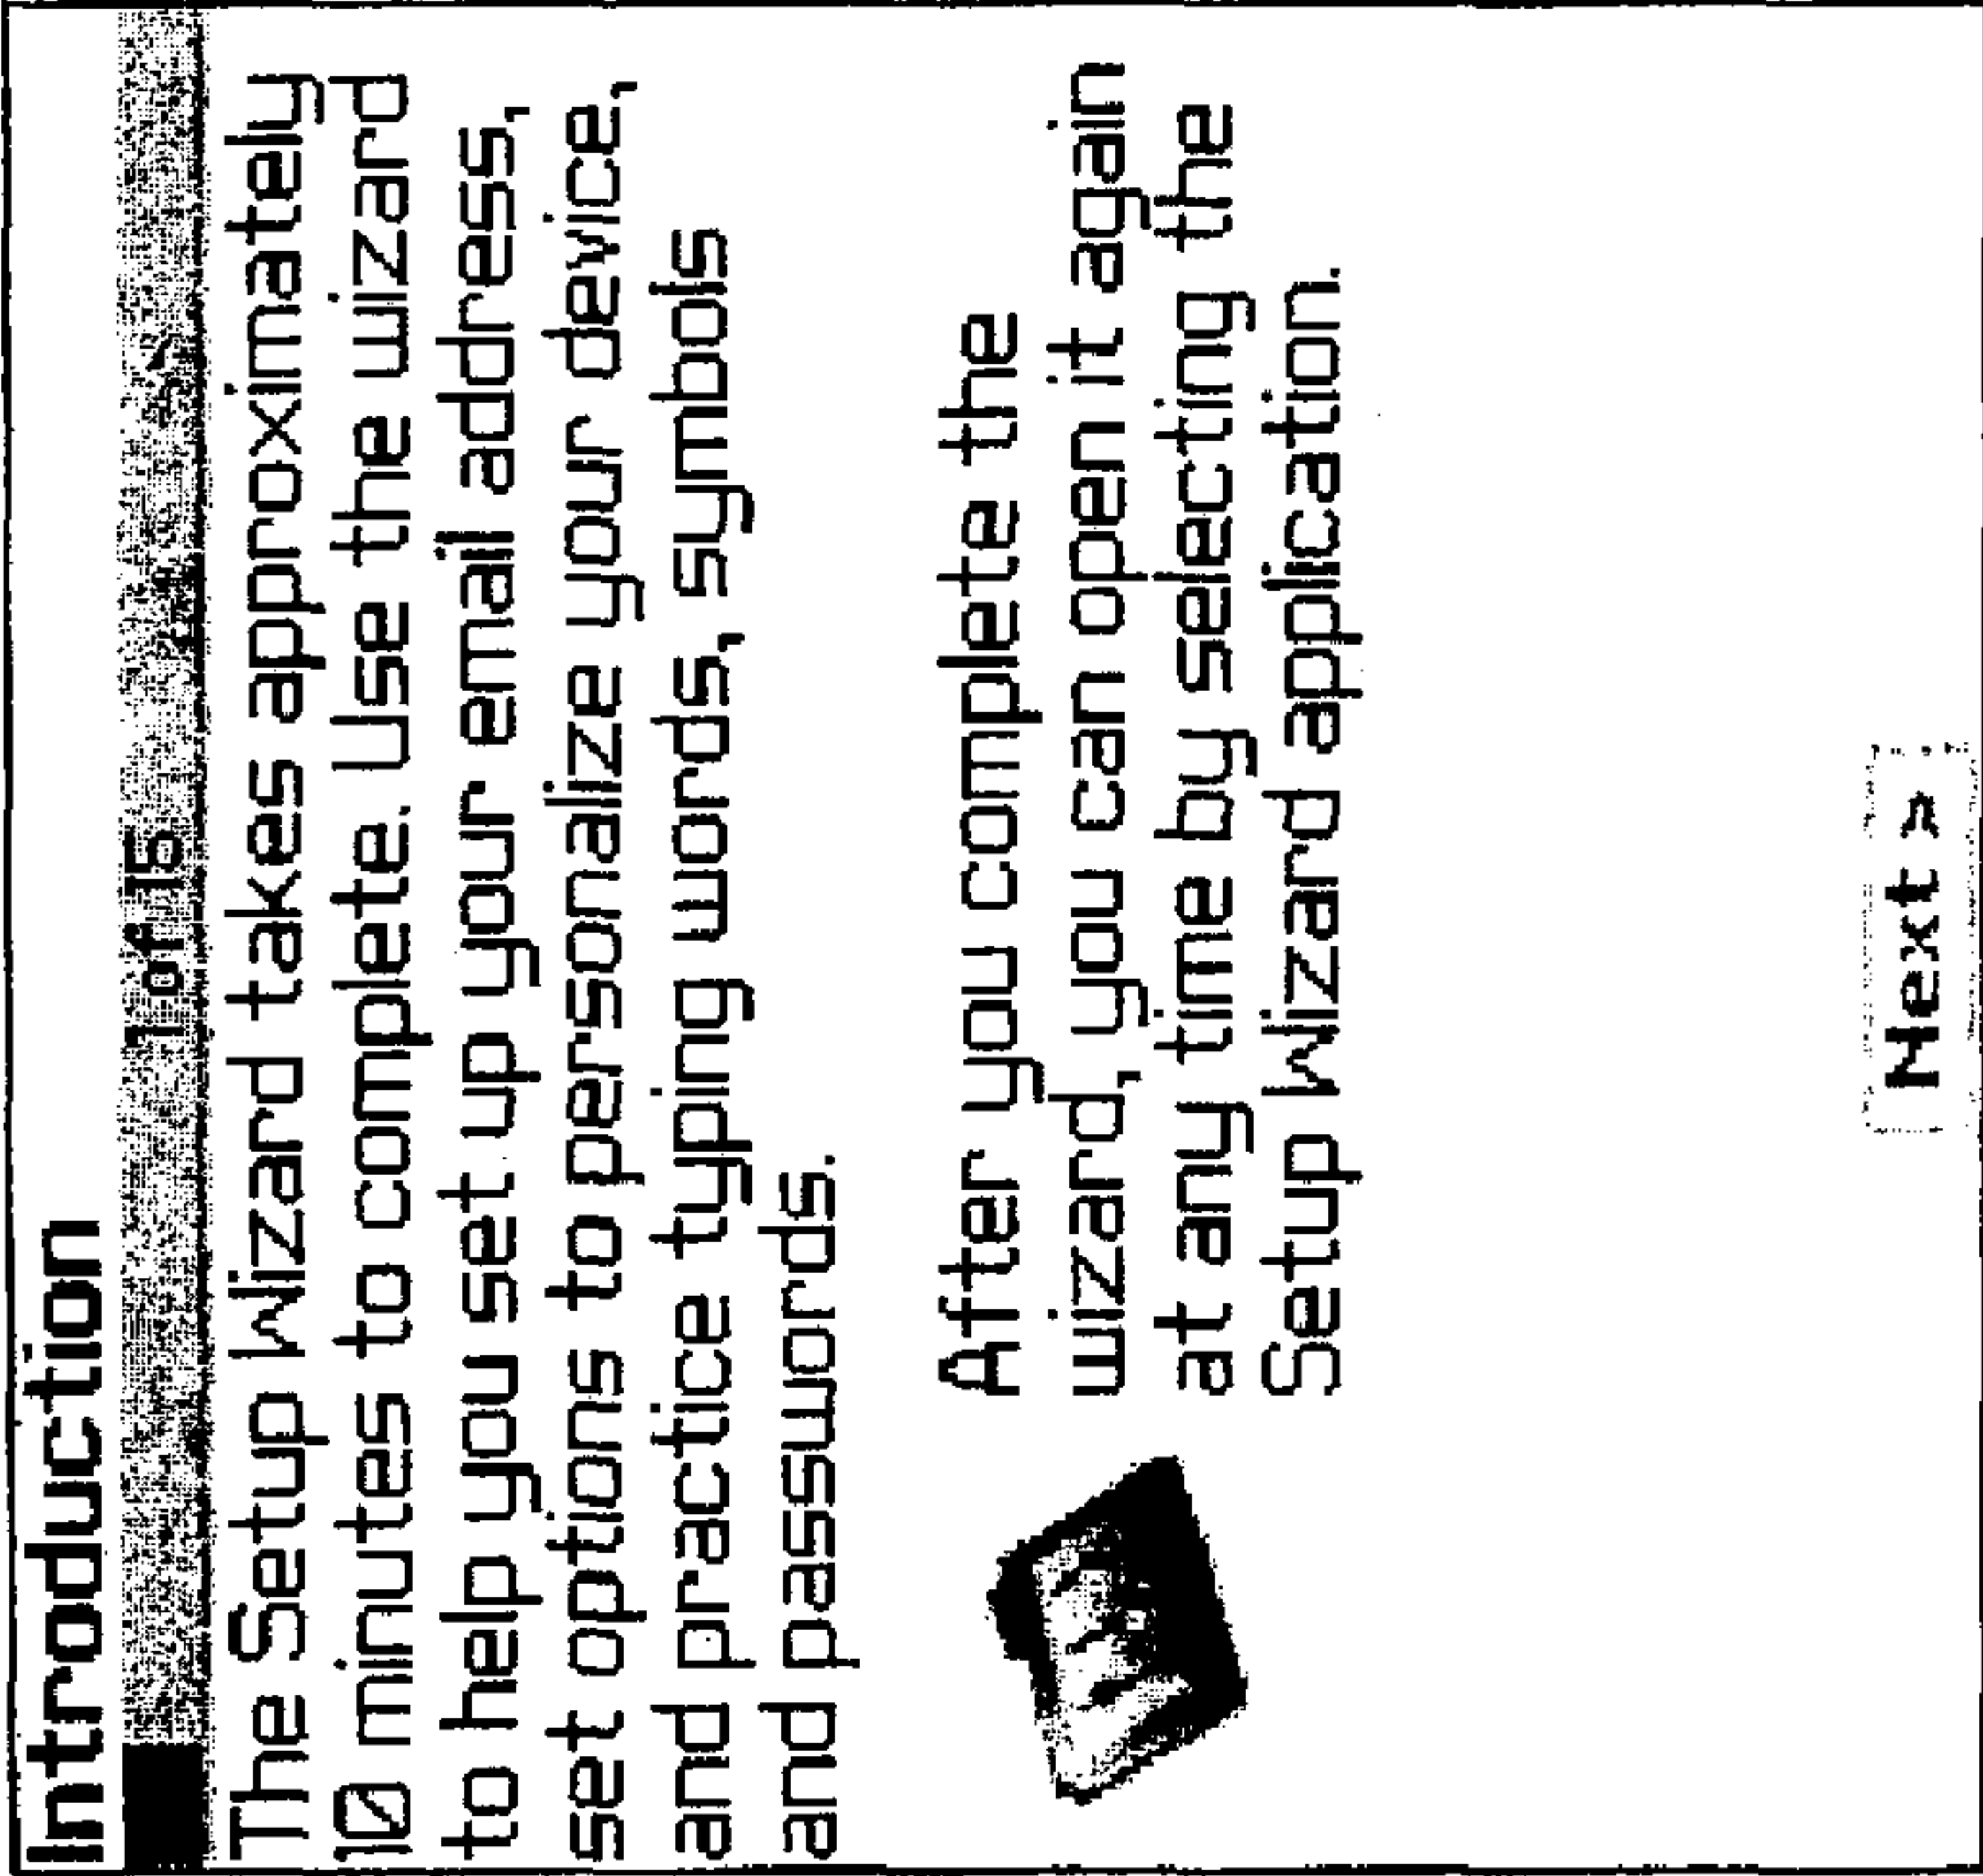 Introduction
1 of 15
The Setup Wizard takes approximately
10 minutes to complete. Use the wizard
to help you set up your email address,
set options to personalize your device,
and practice typing words, symbols
and passwords.
After you complete the
wizard, you can open it again
at any time by selecting the
Setup Wizard application.
Next >